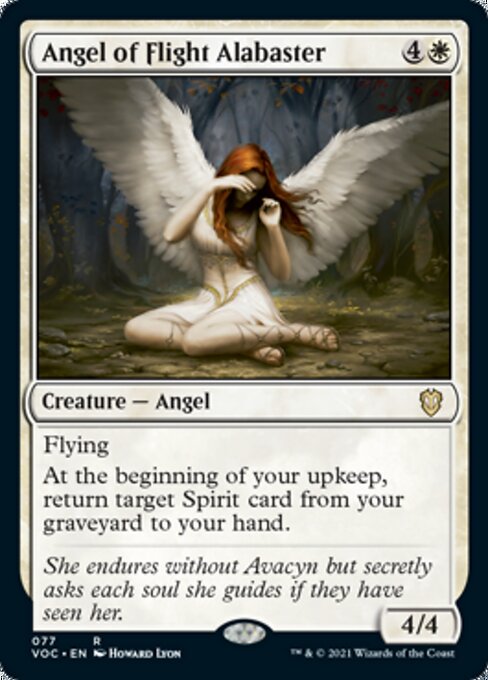 Angel of Flight Alabaster 4
Creature — Angel
Flying
At the beginning of your upkeep,
return target Spirit card from your
graveyard to your hand.
She endures without Avacyn but secretly
asks each soul she guides if they have
seen her.
4/4
077 R
VOC • EN Howard Lyon
™ & © 2021 Wizards of the Coast